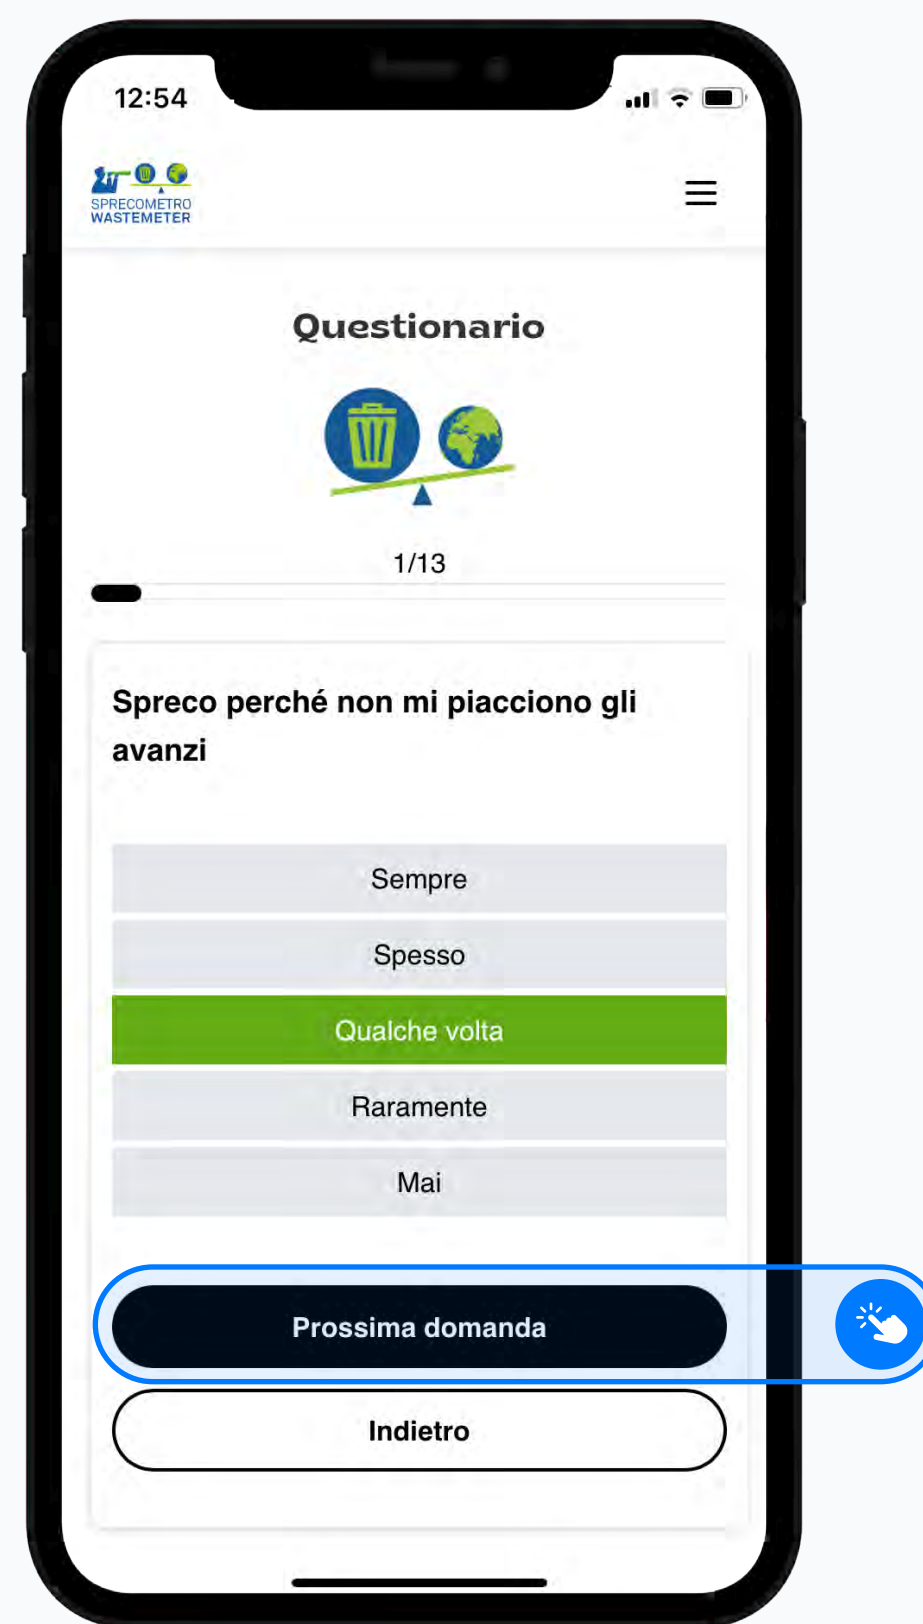 12:54
SPRECOMETRO
WASTEMETER
Questionario
1/13
Spreco perché non mi piacciono gli
avanzi
Sempre
Spesso
Qualche volta
Raramente
Mai
Prossima domanda
Indietro